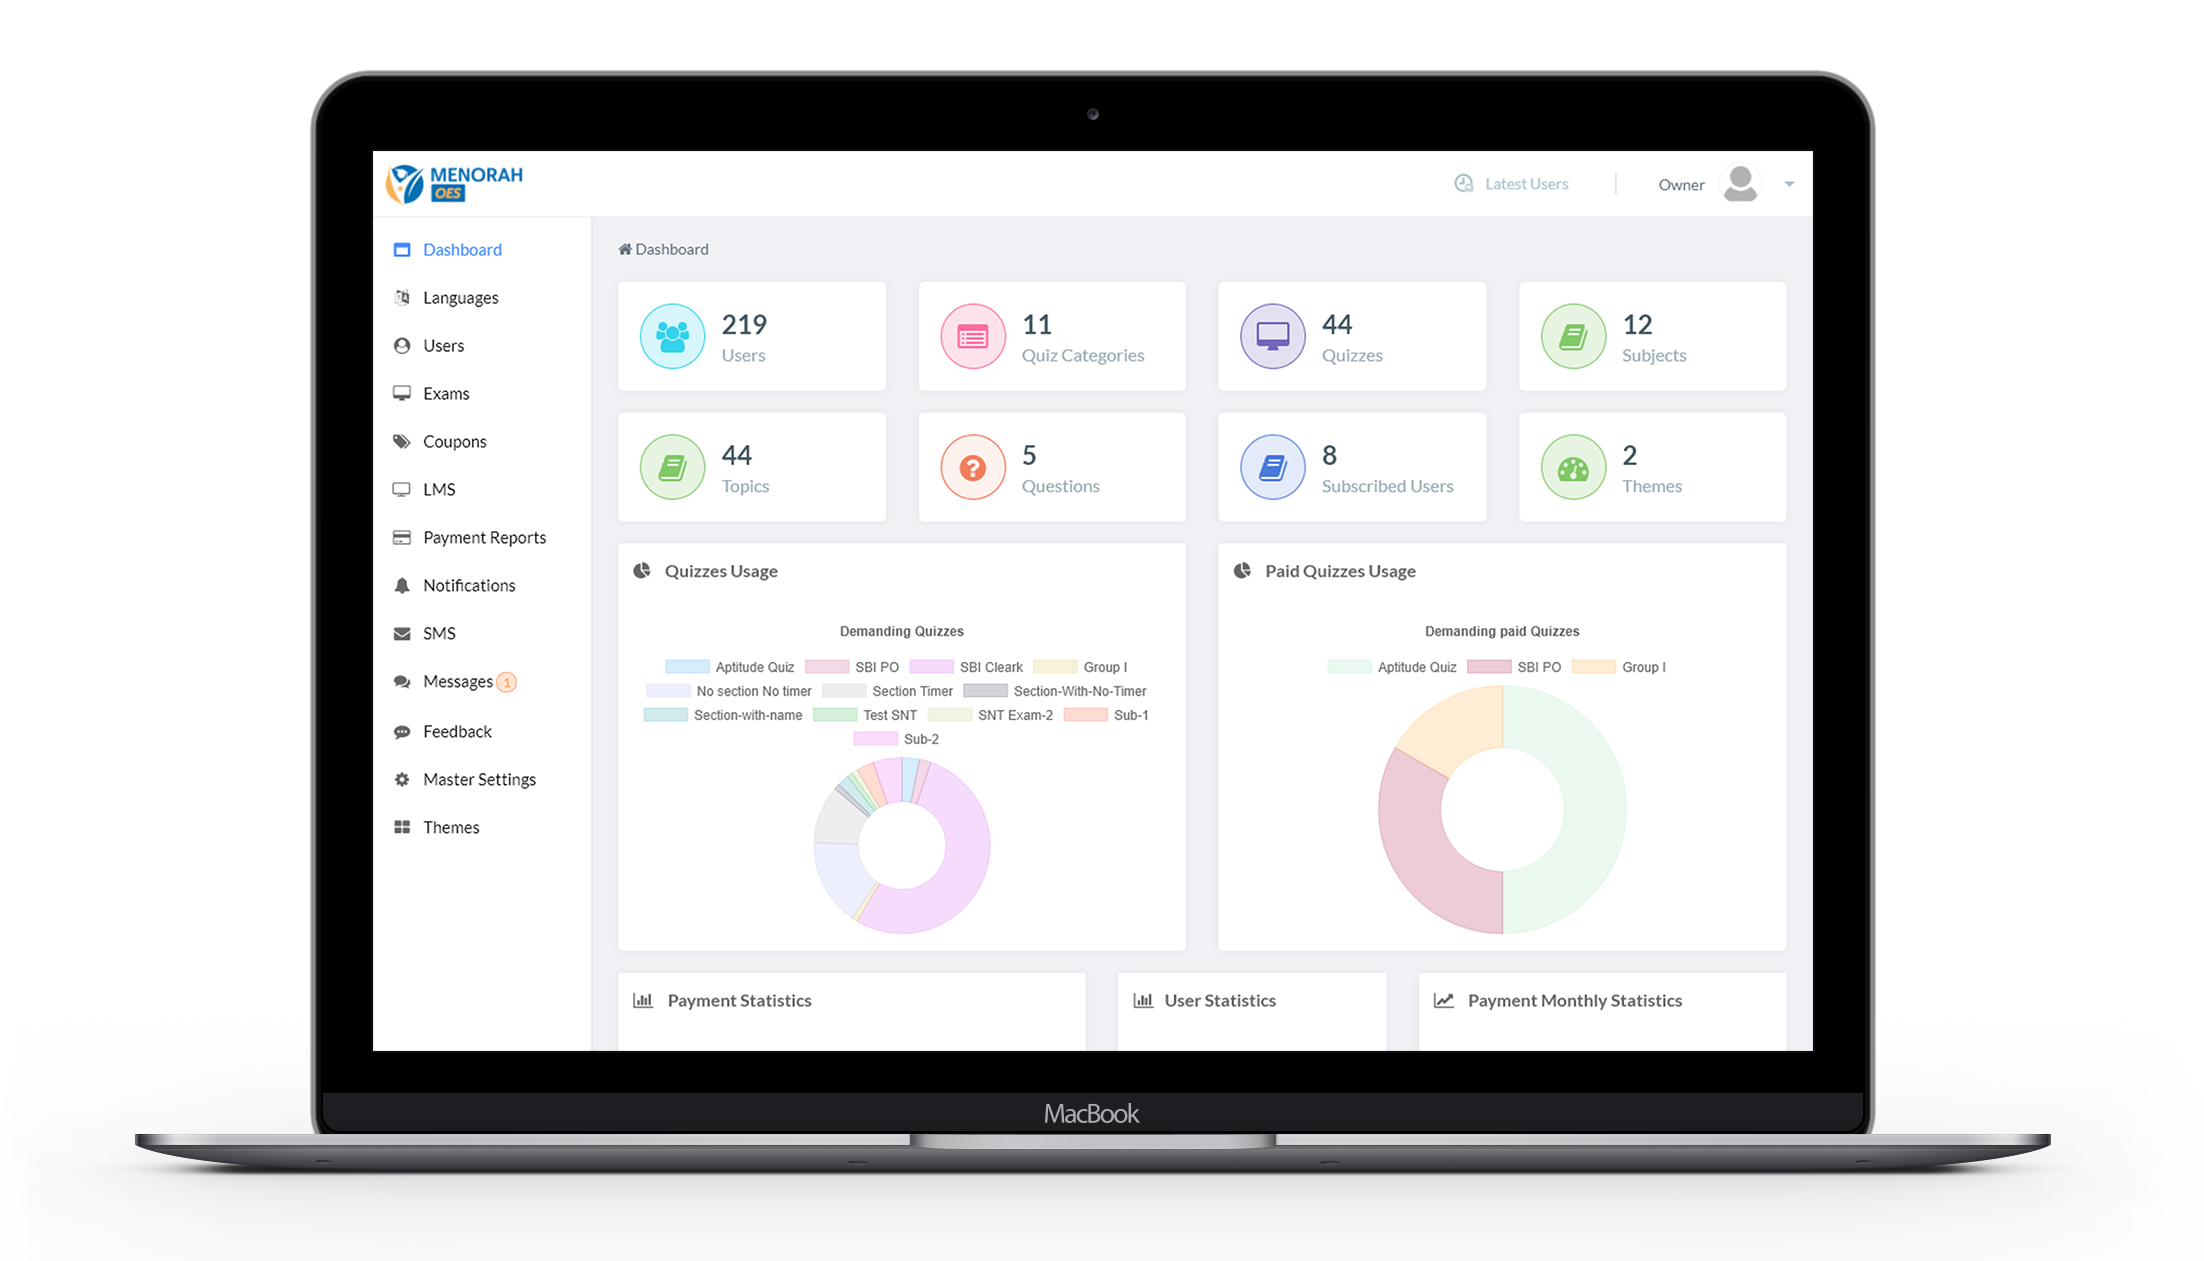 MENORAH
OES
Latest Users
Owner
Dashboard
Languages
Users
Exams
Coupons
LMS
Payment Reports
Notifications
SMS
Messages 1
Feedback
Master Settings
Themes
Dashboard
219
Users
11
Quiz Categories
44
Quizzes
12
Subjects
44
Topics
5
Questions
8
Subscribed Users
2
Themes
Quizzes Usage
Demanding Quizzes
Aptitude Quiz SBI PO SBI Cleark Group I
No section No timer Section Timer Section-With-No-Timer
Section-with-name Test SNT SNT Exam-2 Sub-1
Sub-2
Paid Quizzes Usage
Demanding paid Quizzes
Aptitude Quiz SBI PO Group I
Payment Statistics
User Statistics
Payment Monthly Statistics
MacBook